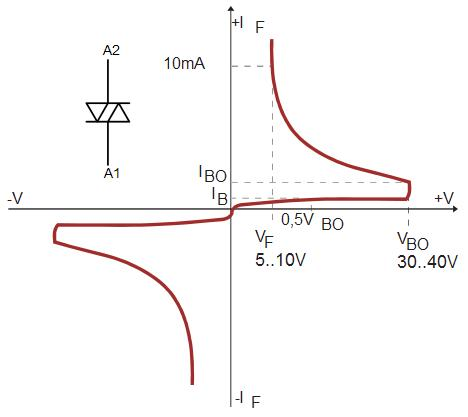 +I F
A2
10mA
A1
I BO
I B
-V
+V
0,5V BO
V F
5..10V
V BO
30..40V
-I F